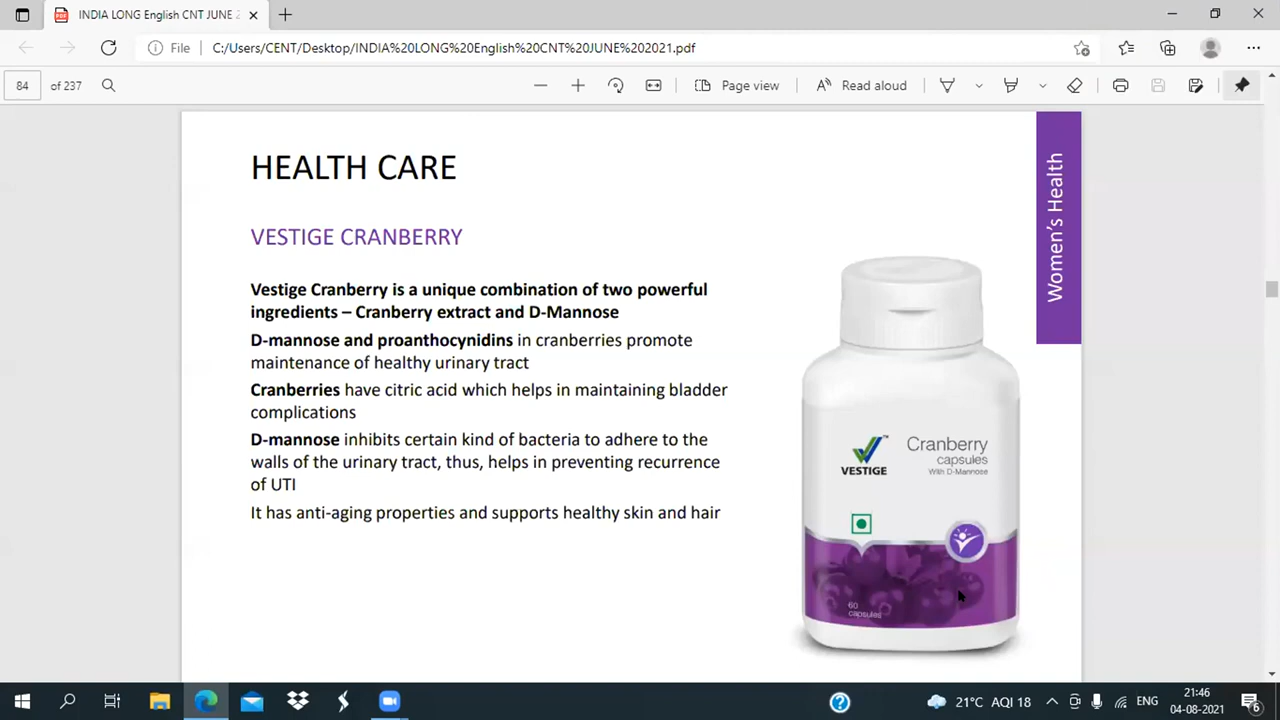 INDIA LONG English CNT JUNE 2
File
C:/Users/CENT/Desktop/INDIA%20LONG%20English%20CNT%20JUNE%202021.pdf
84 of 237
Page view
Read aloud
HEALTH CARE
Women's Health
VESTIGE CRANBERRY
Vestige Cranberry is a unique combination of two powerful
ingredients – Cranberry extract and D-Mannose
D-mannose and proanthocynidins in cranberries promote
maintenance of healthy urinary tract
Cranberries have citric acid which helps in maintaining bladder
complications
D-mannose inhibits certain kind of bacteria to adhere to the
walls of the urinary tract, thus, helps in preventing recurrence
of UTI
It has anti-aging properties and supports healthy skin and hair
VESTIGE
TM
Cranberry
capsules
With D-Mannose
60
capsules
21°C AQI 18
ENG
21:46
04-08-2021
6